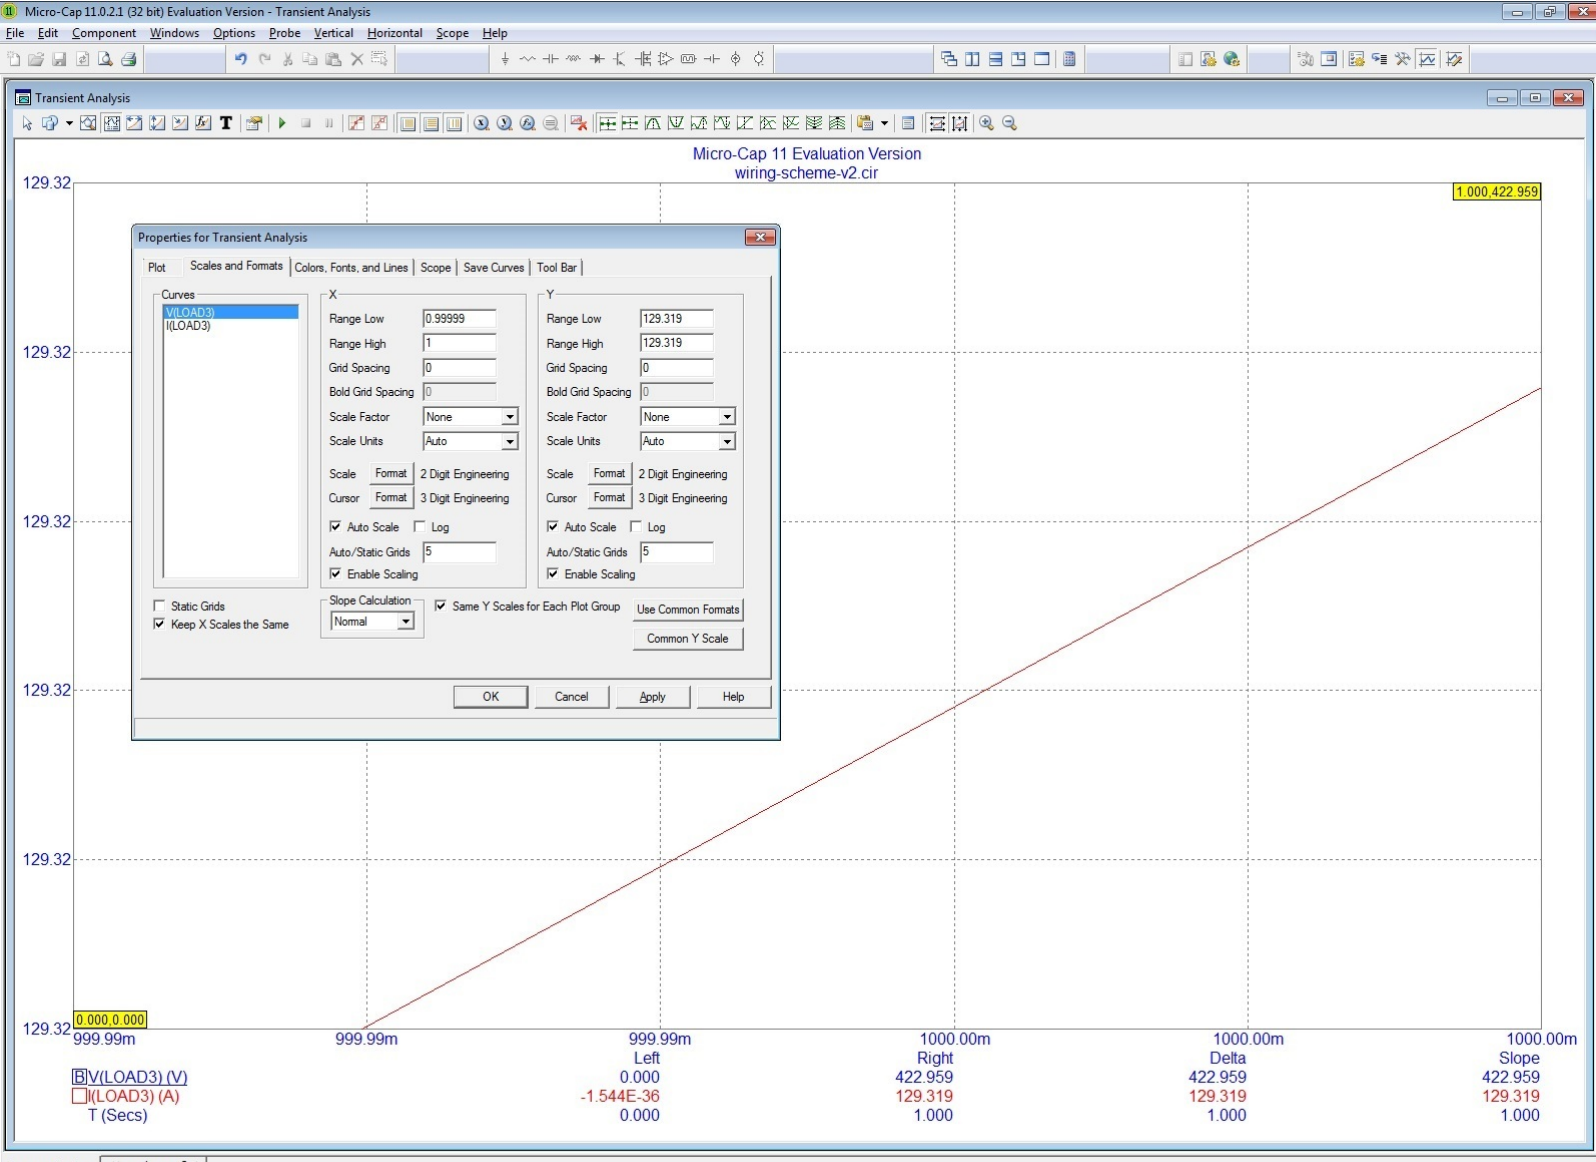 Micro-Cap 11.0.2.1 (32 bit) Evaluation Version - Transient Analysis
File Edit Component Windows Options Probe Vertical Horizontal Scope Help
Transient Analysis
T
Micro-Cap 11 Evaluation Version
wiring-scheme-v2.cir
129.32
1.000,422.959
Properties for Transient Analysis
Plot Scales and Formats Colors, Fonts, and Lines Scope Save Curves Tool Bar
Curves
V(LOAD3)
I(LOAD3)
X
Range Low 0.99999
Range High 1
Grid Spacing 0
Bold Grid Spacing 0
Scale Factor None
Scale Units Auto
Scale Format 2 Digit Engineering
Cursor Format 3 Digit Engineering
Auto Scale Log
Auto/Static Grids 5
Enable Scaling
Y
Range Low 129.319
Range High 129.319
Grid Spacing 0
Bold Grid Spacing 0
Scale Factor None
Scale Units Auto
Scale Format 2 Digit Engineering
Cursor Format 3 Digit Engineering
Auto Scale Log
Auto/Static Grids 5
Enable Scaling
Static Grids
Keep X Scales the Same
Slope Calculation
Normal
Same Y Scales for Each Plot Group
Use Common Formats
Common Y Scale
OK Cancel Apply Help
129.32
129.32
129.32
129.32
129.32
0.000,0.000
999.99m 999.99m 999.99m 1000.00m 1000.00m 1000.00m
Left Right Delta Slope
B V(LOAD3) (V) 0.000 422.959 422.959 422.959
I(LOAD3) (A) -1.544E-36 129.319 129.319 129.319
T (Secs) 0.000 1.000 1.000 1.000